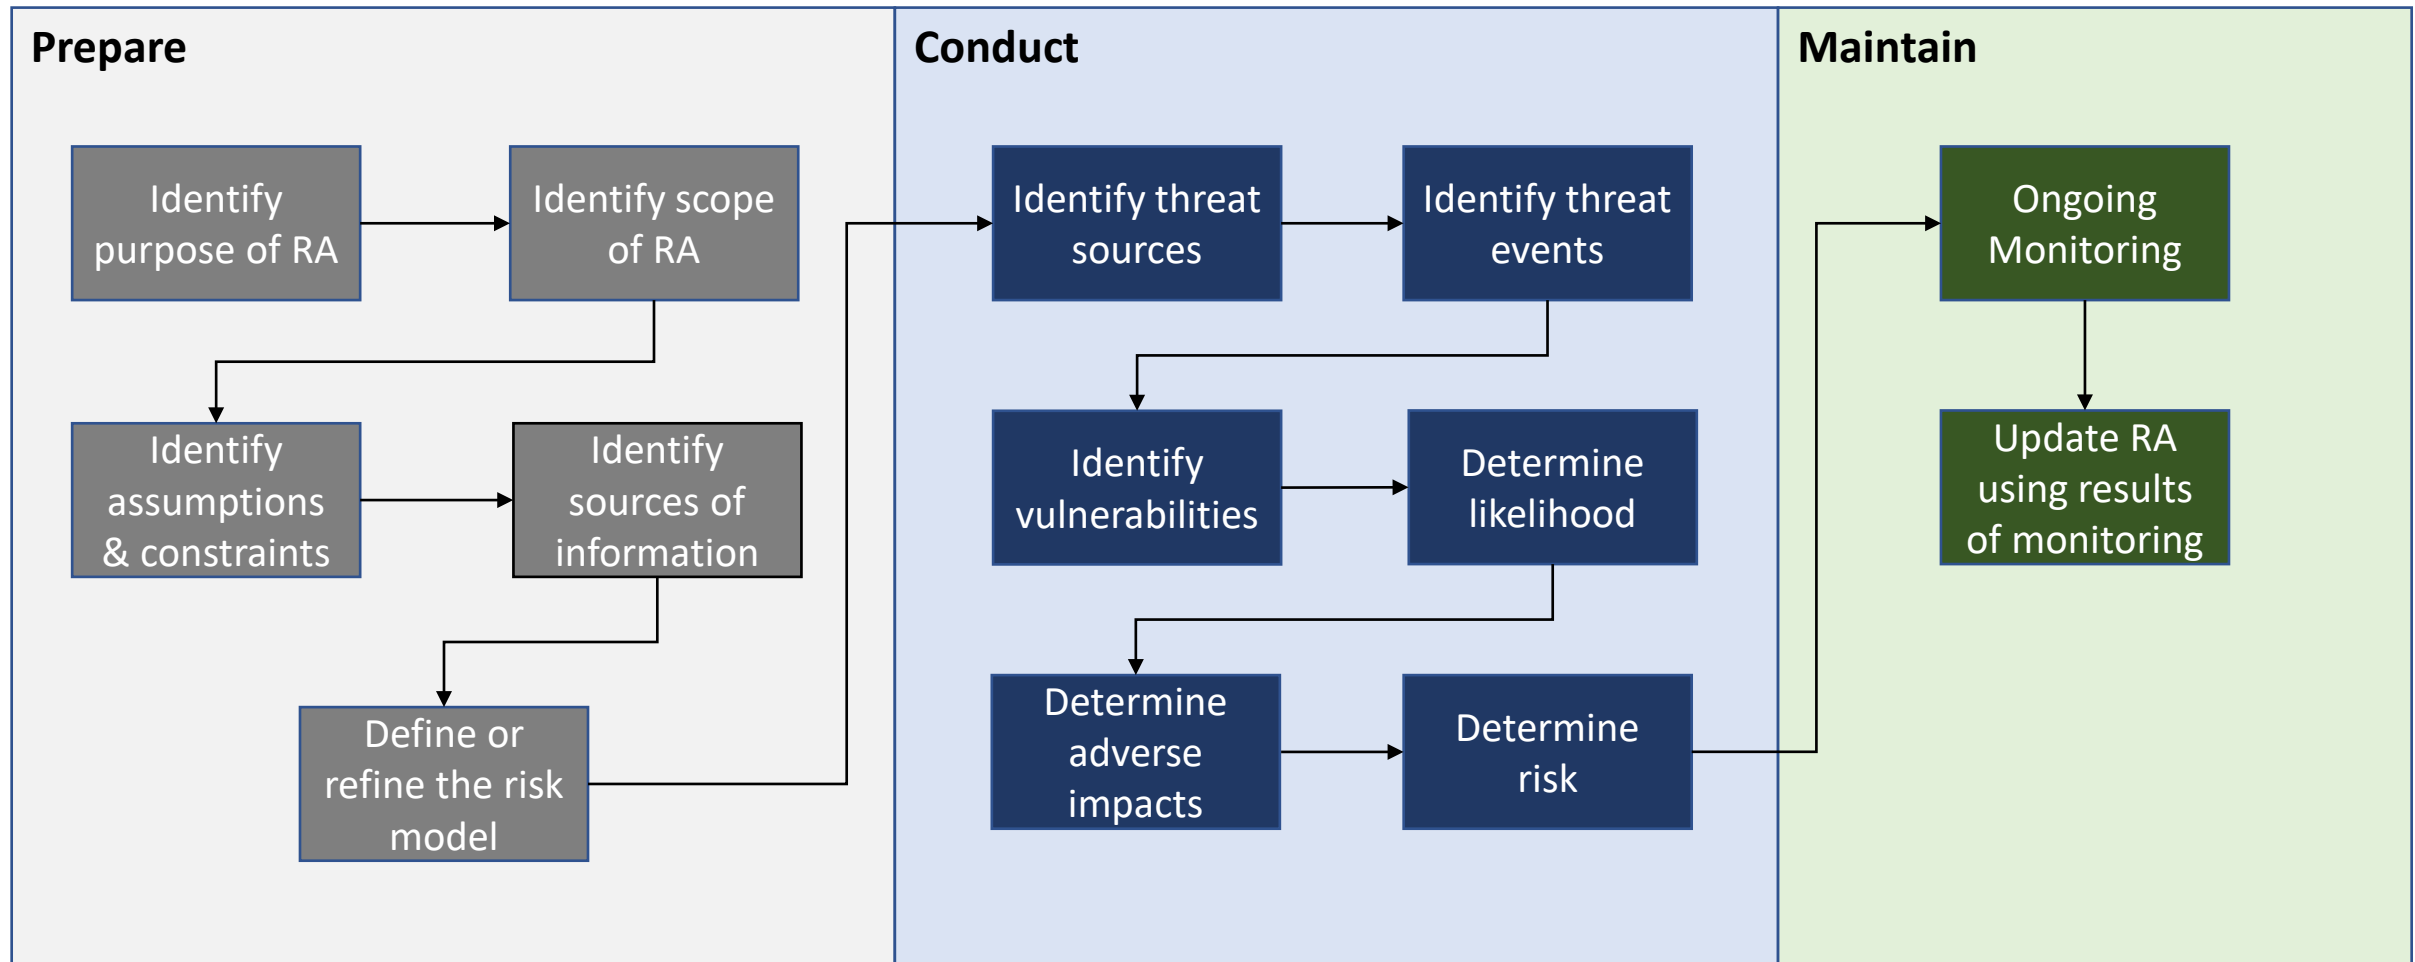 Prepare
Identify
purpose of RA
Identify scope
of RA
Identify
assumptions
& constraints
Identify
sources of
information
Define or
refine the risk
model
Conduct
Identify threat
sources
Identify threat
events
Identify
vulnerabilities
Determine
likelihood
Determine
adverse
impacts
Determine
risk
Maintain
Ongoing
Monitoring
Update RA
using results
of monitoring